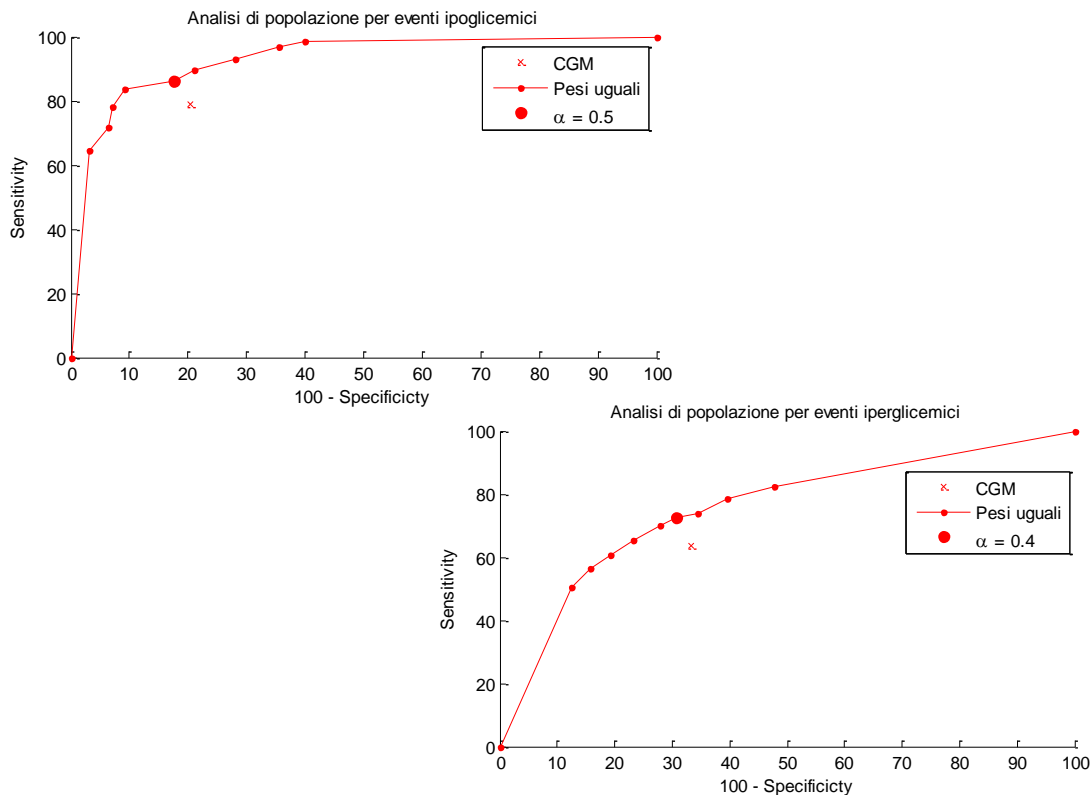 Analisi di popolazione per eventi ipoglicemici
100
80
60
40
20
0
Sensitivity
CGM
Pesi uguali
α = 0.5
0 10 20 30 40 50 60 70 80 90 100
100 - Specificicty
Analisi di popolazione per eventi iperglicemici
100
80
60
40
20
0
Sensitivity
CGM
Pesi uguali
α = 0.4
0 10 20 30 40 50 60 70 80 90 100
100 - Specificicty